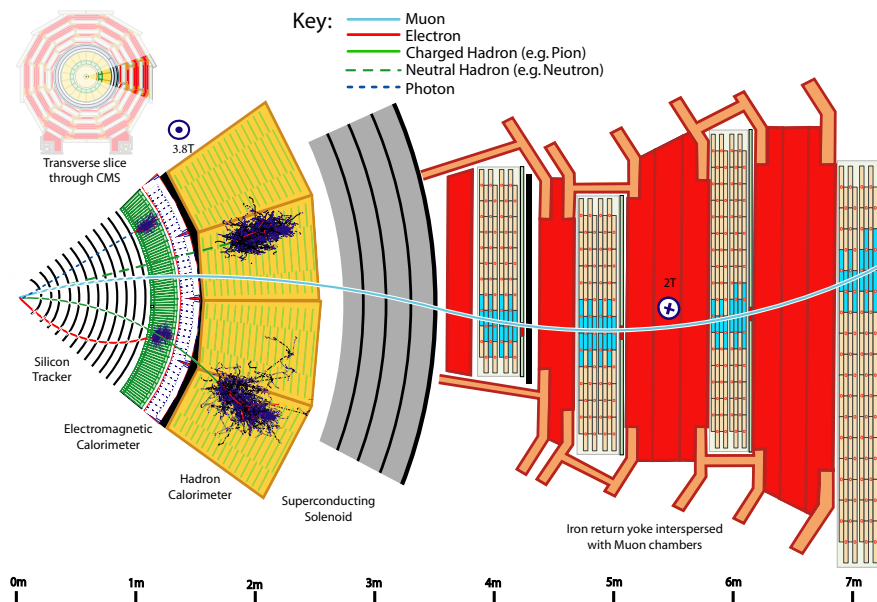 Key:
Muon
Electron
Charged Hadron (e.g. Pion)
Neutral Hadron (e.g. Neutron)
Photon
Transverse slice
through CMS
3.8T
2T
Silicon
Tracker
Electromagnetic
Calorimeter
Hadron
Calorimeter
Superconducting
Solenoid
Iron return yoke interspersed
with Muon chambers
0m
1m
2m
3m
4m
5m
6m
7m